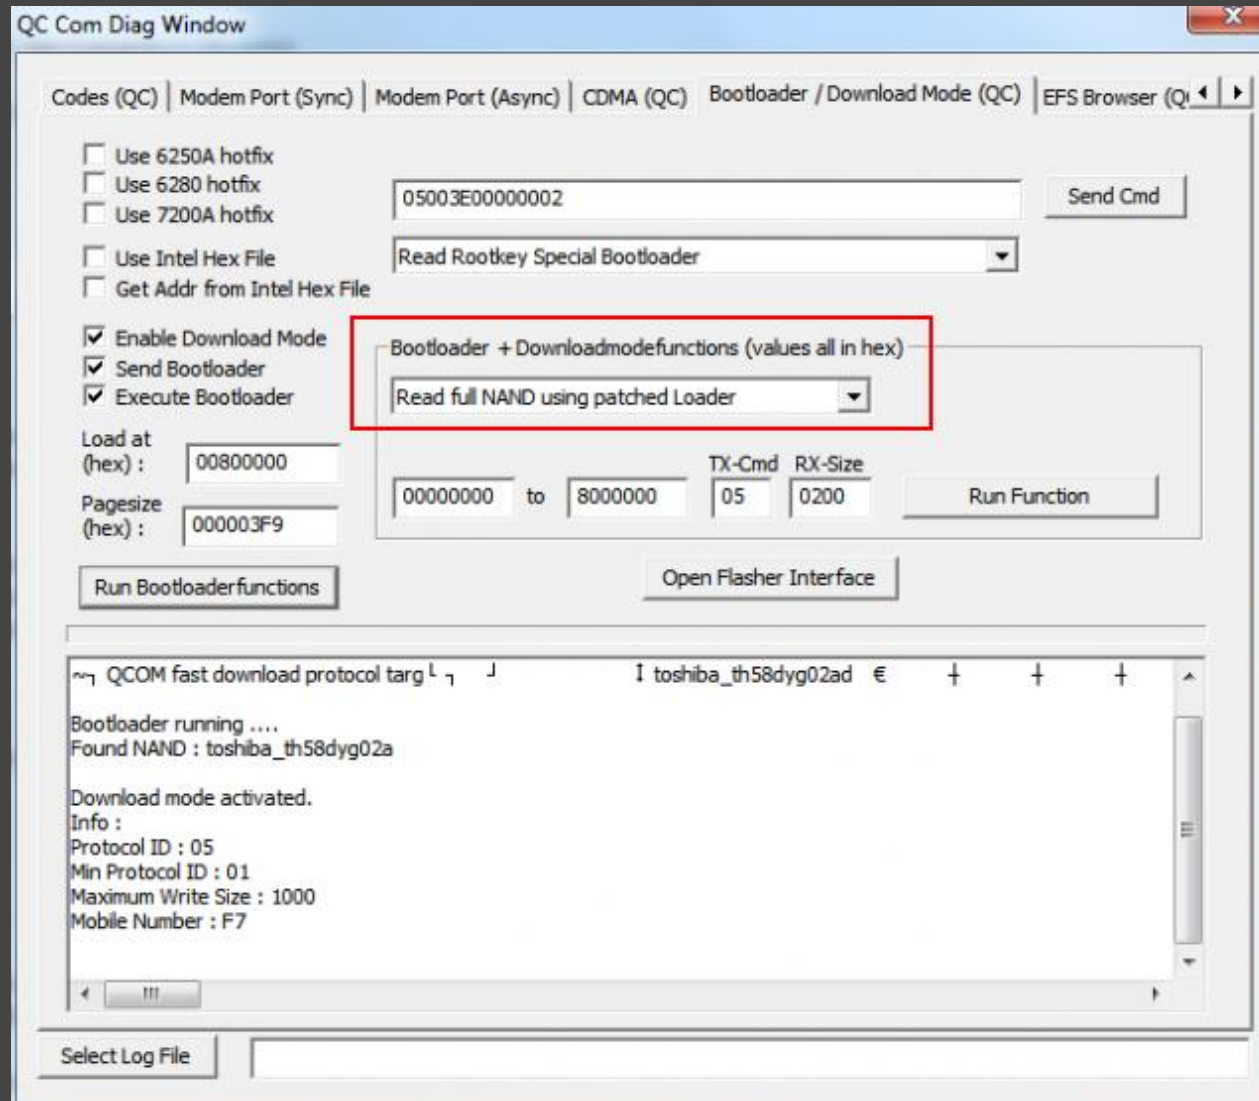 QC Com Diag Window
Codes (QC) Modem Port (Sync) Modem Port (Async) CDMA (QC) Bootloader / Download Mode (QC) EFS Browser (Q
Use 6250A hotfix
Use 6280 hotfix
Use 7200A hotfix
05003E00000002
Send Cmd
Use Intel Hex File
Get Addr from Intel Hex File
Read Rootkey Special Bootloader
Enable Download Mode
Send Bootloader
Execute Bootloader
Bootloader + Downloadmodefunctions (values all in hex)
Read full NAND using patched Loader
Load at
(hex) : 00800000
Pagesize
(hex) : 000003F9
TX-Cmd RX-Size
00000000 to 8000000 05 0200 Run Function
Run Bootloaderfunctions
Open Flasher Interface
~┐ QCOM fast download protocol targ└ ┐ ┘ I toshiba_th58dyg02ad € ┼ ┼ ┼
Bootloader running ....
Found NAND : toshiba_th58dyg02a
Download mode activated.
Info :
Protocol ID : 05
Min Protocol ID : 01
Maximum Write Size : 1000
Mobile Number : F7
Select Log File